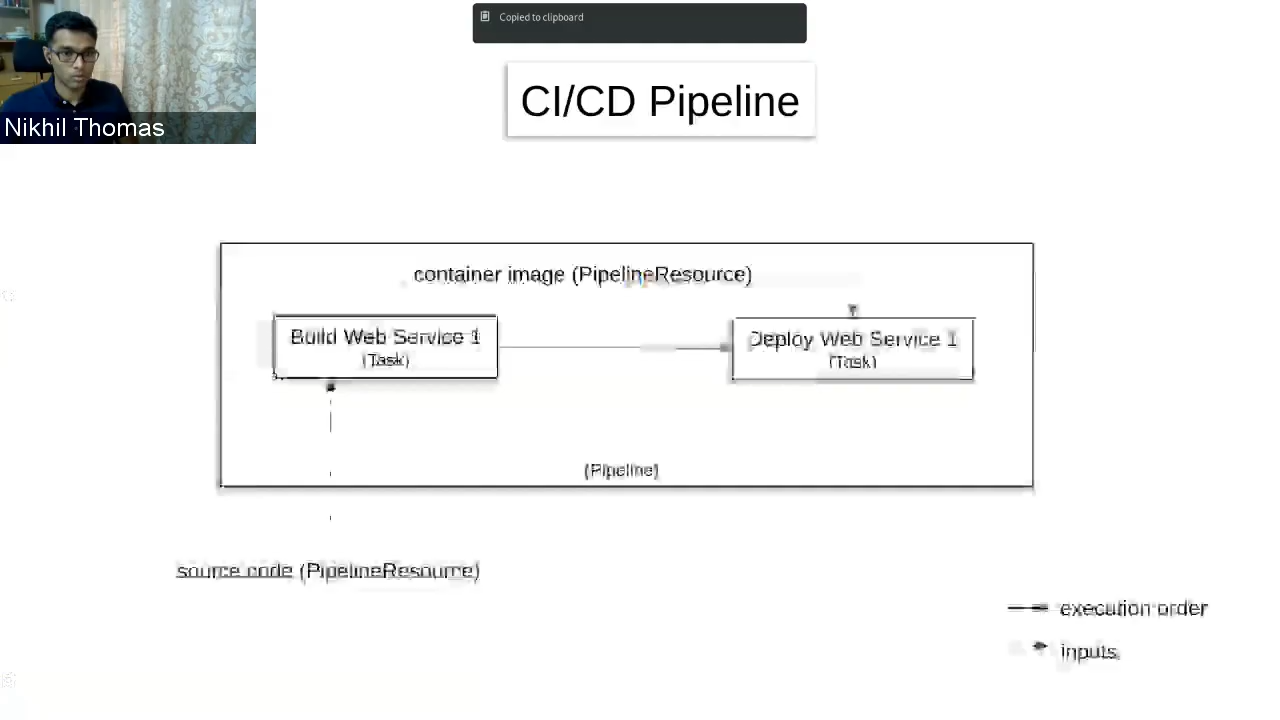 Copied to clipboard
CI/CD Pipeline
Nikhil Thomas
container image (PipelineResource)
Build Web Service 1
(Task)
Deploy Web Service 1
(Task)
(Pipeline)
source code (PipelineResource)
execution order
inputs